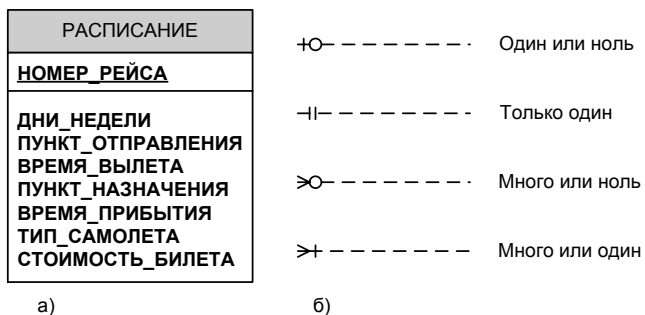 РАСПИСАНИЕ
НОМЕР_РЕЙСА
ДНИ_НЕДЕЛИ
ПУНКТ_ОТПРАВЛЕНИЯ
ВРЕМЯ_ВЫЛЕТА
ПУНКТ_НАЗНАЧЕНИЯ
ВРЕМЯ_ПРИБЫТИЯ
ТИП_САМОЛЕТА
СТОИМОСТЬ_БИЛЕТА
а)
Один или ноль
Только один
Много или ноль
Много или один
б)